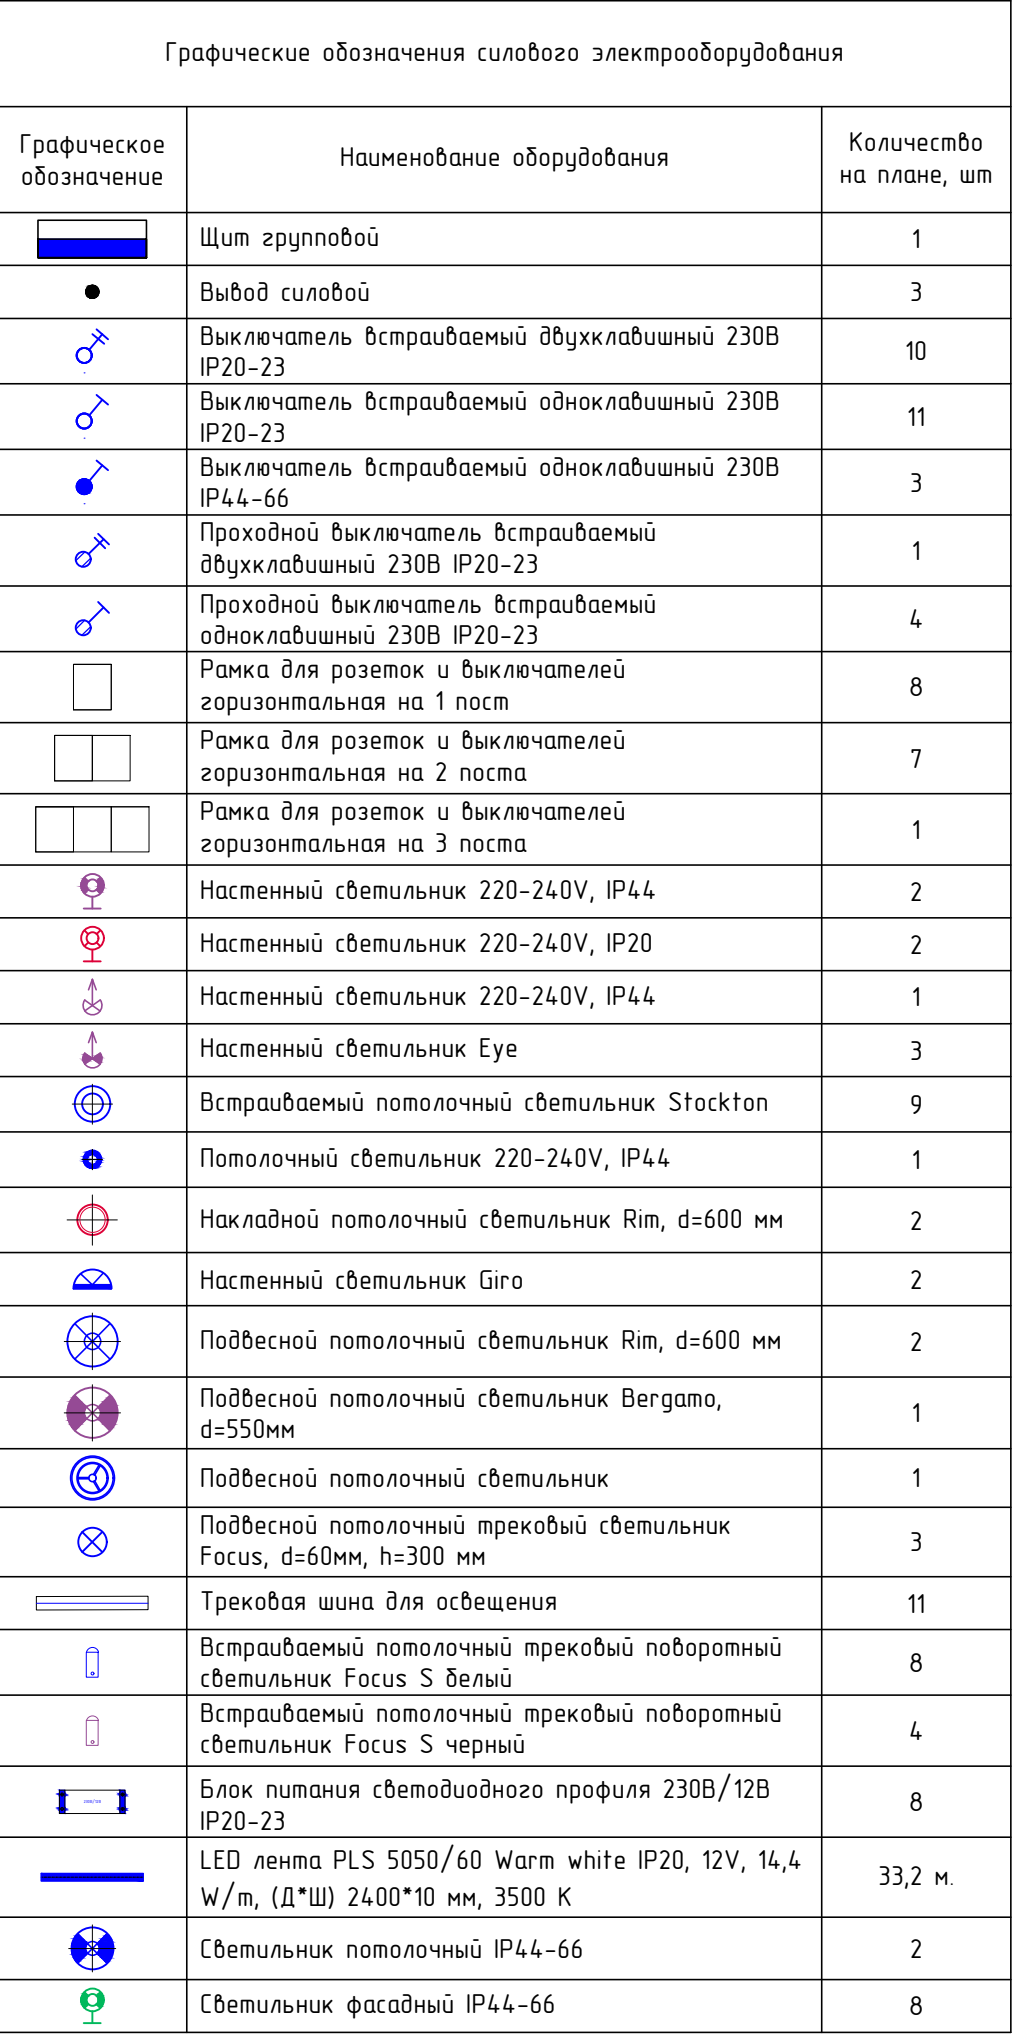 Графические обозначения силового электрооборудования
Графическое
обозначение
Наименование оборудования
Количество
на плане, шт
Щит групповой
1
Вывод силовой
3
Выключатель встраиваемый двухклавишный 230В
IP20-23
10
Выключатель встраиваемый одноклавишный 230В
IP20-23
11
Выключатель встраиваемый одноклавишный 230В
IP44-66
3
Проходной выключатель встраиваемый
двухклавишный 230В IP20-23
1
Проходной выключатель встраиваемый
одноклавишный 230В IP20-23
4
Рамка для розеток и выключателей
горизонтальная на 1 пост
8
Рамка для розеток и выключателей
горизонтальная на 2 поста
7
Рамка для розеток и выключателей
горизонтальная на 3 поста
1
Настенный светильник 220-240V, IP44
2
Настенный светильник 220-240V, IP20
2
Настенный светильник 220-240V, IP44
1
Настенный светильник Eye
3
Встраиваемый потолочный светильник Stockton
9
Потолочный светильник 220-240V, IP44
1
Накладной потолочный светильник Rim, d=600 мм
2
Настенный светильник Giro
2
Подвесной потолочный светильник Rim, d=600 мм
2
Подвесной потолочный светильник Bergamo,
d=550мм
1
Подвесной потолочный светильник
1
Подвесной потолочный трековый светильник
Focus, d=60мм, h=300 мм
3
Трековая шина для освещения
11
Встраиваемый потолочный трековый поворотный
светильник Focus S белый
8
Встраиваемый потолочный трековый поворотный
светильник Focus S черный
4
230В/12В
Блок питания светодиодного профиля 230В/12В
IP20-23
8
LED лента PLS 5050/60 Warm white IP20, 12V, 14,4
W/m, (Д*Ш) 2400*10 мм, 3500 К
33,2 м.
Светильник потолочный IP44-66
2
Светильник фасадный IP44-66
8